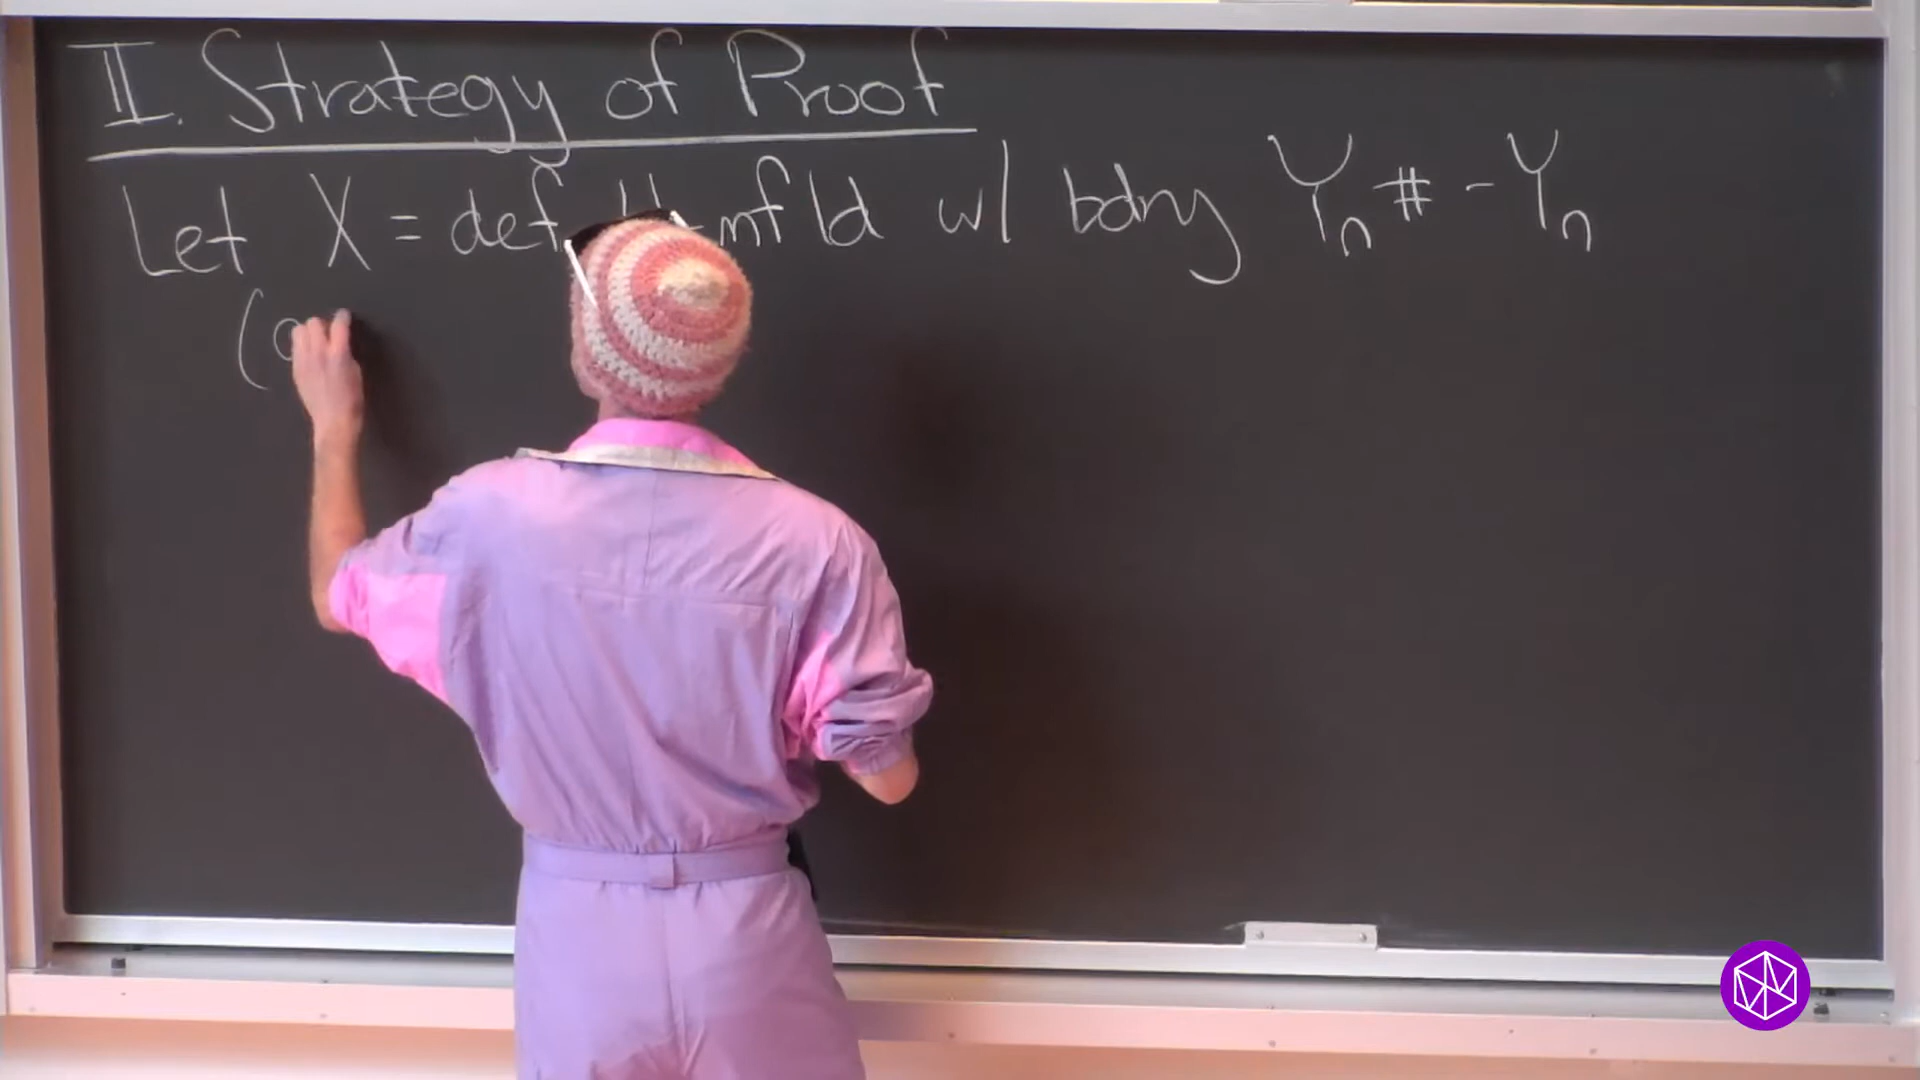 II. Strategy of Proof
Let X = def mfld w/ bdry Yn # -Yn
(